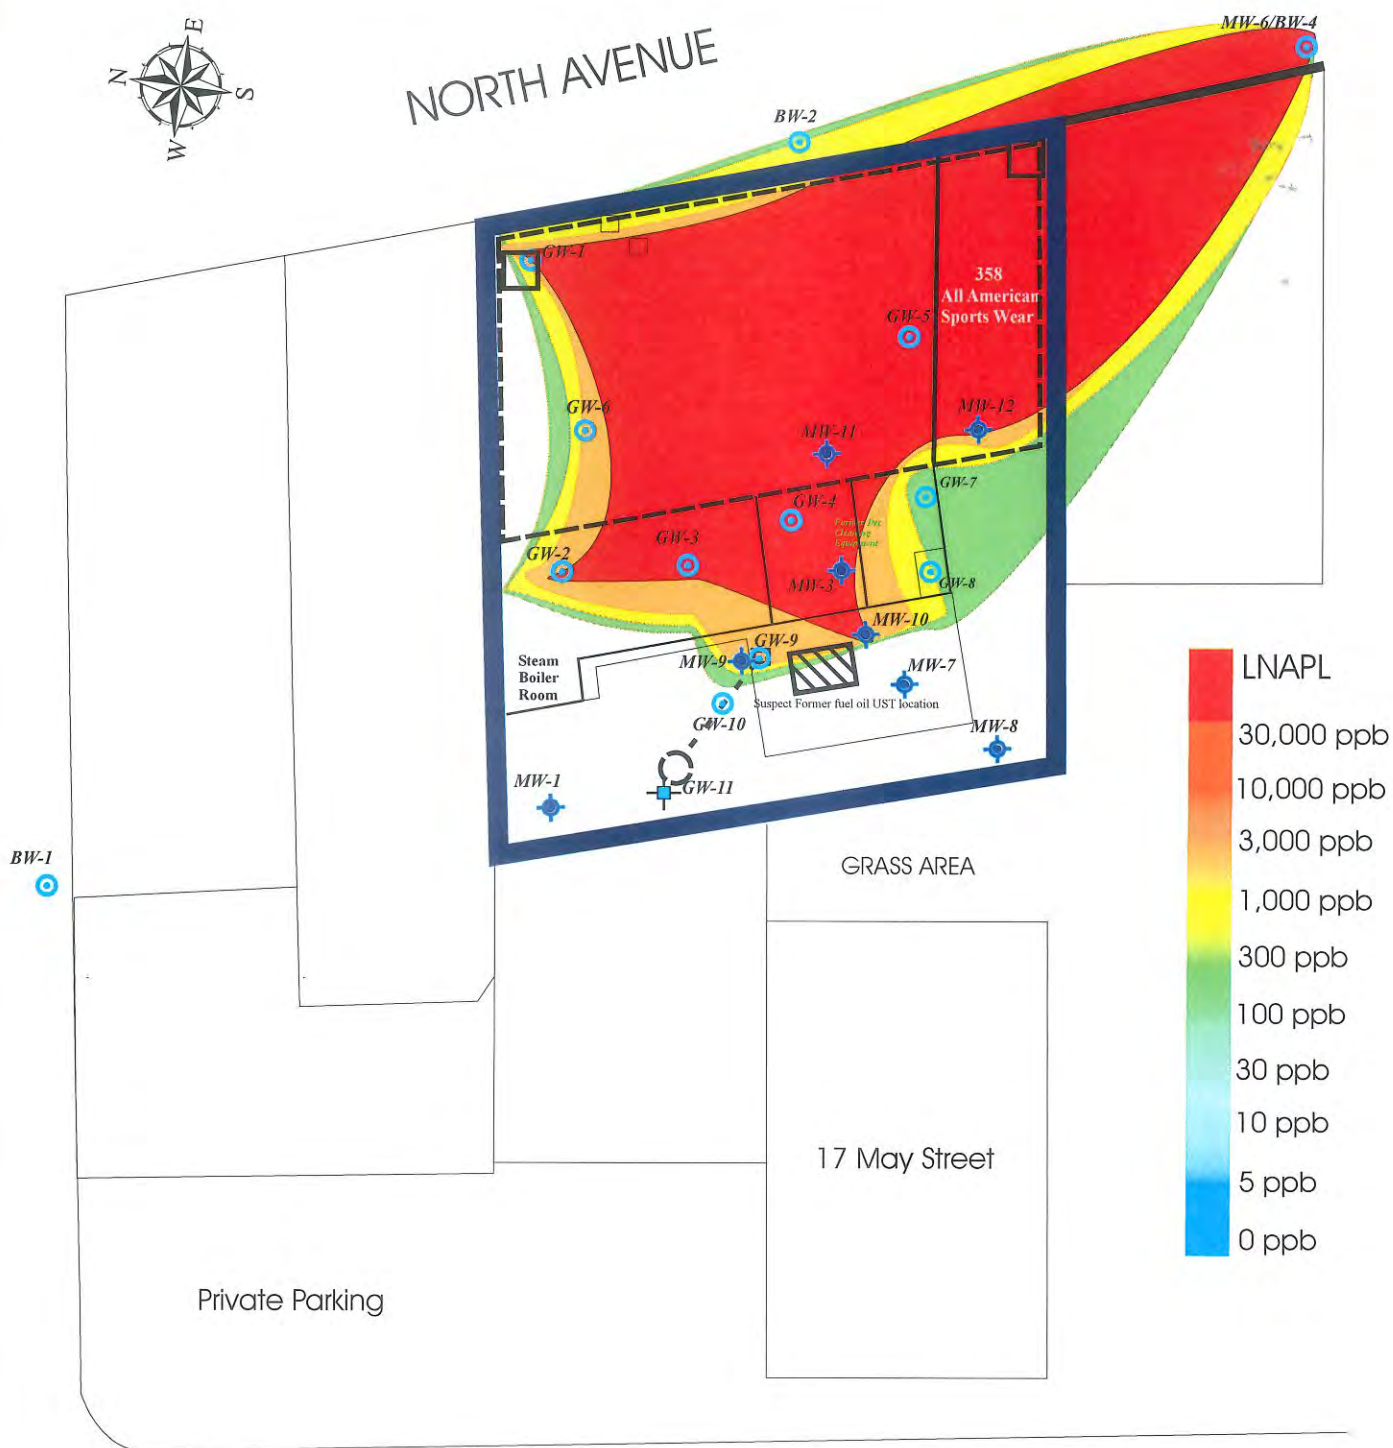 MW-6/BW-4
E
N
S
W
NORTH AVENUE
BW-2
GW-1
358
All American
Sports Wear
GW-5
GW-6
MW-12
MW-11
GW-7
GW-4
Former Dry
Cleaning
Equipment
GW-3
GW-2
MW-3
GW-8
MW-10
GW-9
Steam
Boiler
Room
MW-9
MW-7
Suspect Former fuel oil UST location
GW-10
MW-8
MW-1
GW-11
BW-1
GRASS AREA
17 May Street
Private Parking
LNAPL
30,000 ppb
10,000 ppb
3,000 ppb
1,000 ppb
300 ppb
100 ppb
30 ppb
10 ppb
5 ppb
0 ppb